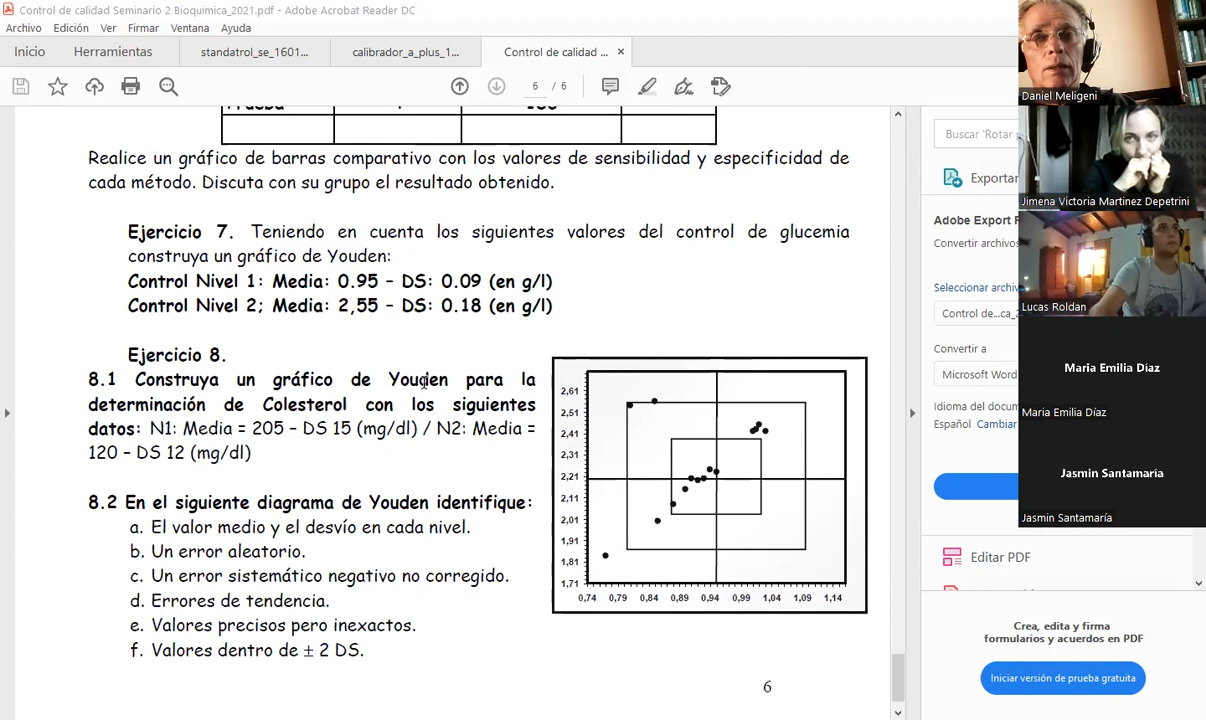 Control de calidad Seminario 2 Bioquimica_2021.pdf - Adobe Acrobat Reader DC
Archivo Edición Ver Firmar Ventana Ayuda
Inicio Herramientas standatrol_se_1601... calibrador_a_plus_1... Control de calidad ... ×
6 / 6
Realice un gráfico de barras comparativo con los valores de sensibilidad y especificidad de
cada método. Discuta con su grupo el resultado obtenido.
Ejercicio 7. Teniendo en cuenta los siguientes valores del control de glucemia
construya un gráfico de Youden:
Control Nivel 1: Media: 0.95 – DS: 0.09 (en g/l)
Control Nivel 2; Media: 2,55 – DS: 0.18 (en g/l)
Ejercicio 8.
8.1 Construya un gráfico de Youden para la
determinación de Colesterol con los siguientes
datos: N1: Media = 205 – DS 15 (mg/dl) / N2: Media =
120 – DS 12 (mg/dl)
8.2 En el siguiente diagrama de Youden identifique:
a. El valor medio y el desvío en cada nivel.
b. Un error aleatorio.
c. Un error sistemático negativo no corregido.
d. Errores de tendencia.
e. Valores precisos pero inexactos.
f. Valores dentro de ± 2 DS.
2,61
2,51
2,41
2,31
2,21
2,11
2,01
1,91
1,81
1,71
0,74 0,79 0,84 0,89 0,94 0,99 1,04 1,09 1,14
6
Buscar 'Rotar
Exportar
Adobe Export
Convertir archivos
Seleccionar archiv
Control de...ca_2
Convertir a
Microsoft Word
Idioma del docum
Español Cambiar
Editar PDF
Crea, edita y firma
formularios y acuerdos en PDF
Iniciar versión de prueba gratuita
Daniel Meligeni
Jimena Victoria Martinez Depetrini
Lucas Roldan
Maria Emilia Díaz
Maria Emilia Díaz
Jasmin Santamaría
Jasmin Santamaría